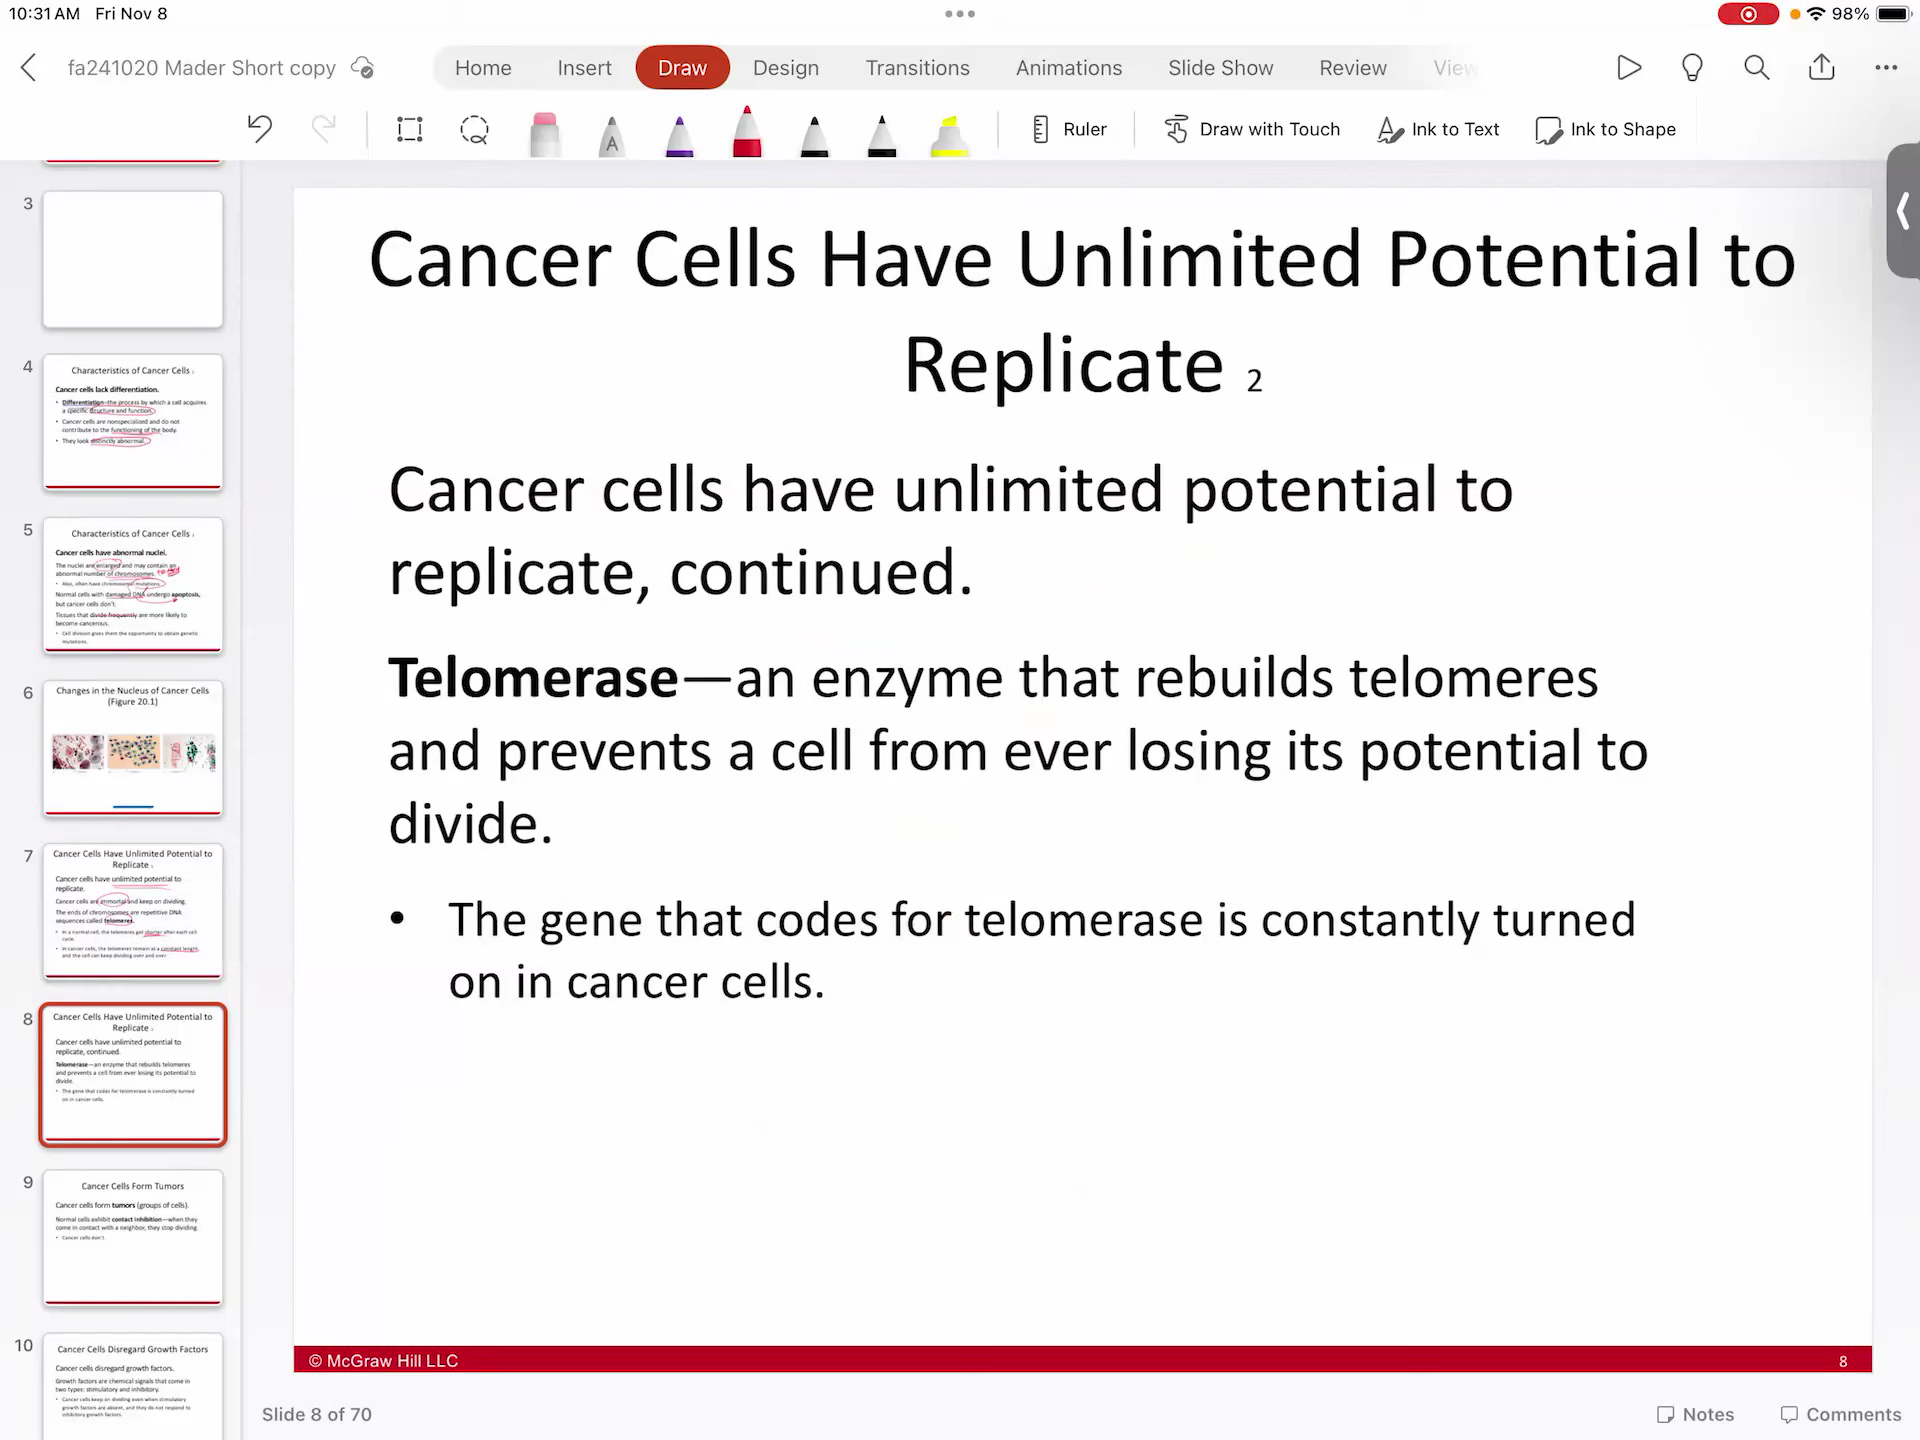 10:31 AM Fri Nov 8
98%
fa241020 Mader Short copy
Home Insert Draw Design Transitions Animations Slide Show Review View
A
Ruler Draw with Touch Ink to Text Ink to Shape
3
4
Characteristics of Cancer Cells
Cancer cells lack differentiation.
• Differentiation—the process by which a cell acquires
a specific structure and function.
• Cancer cells are nonspecialized and do not
contribute to the functioning of the body.
• They look distinctly abnormal.
5
Characteristics of Cancer Cells
Cancer cells have abnormal nuclei.
The nuclei are enlarged and may contain an
abnormal number of chromosomes.
• Also, often have chromosomal mutations.
Normal cells with damaged DNA undergo apoptosis,
but cancer cells don't.
Tissues that divide frequently are more likely to
become cancerous.
• Cell division gives them the opportunity to obtain genetic
mutations.
6
Changes in the Nucleus of Cancer Cells
(Figure 20.1)
7
Cancer Cells Have Unlimited Potential to
Replicate
Cancer cells have unlimited potential to
replicate.
Cancer cells are immortal and keep on dividing.
The ends of chromosomes are repetitive DNA
sequences called telomeres.
• In a normal cell, the telomeres get shorter after each cell
cycle.
• In cancer cells, the telomeres remain at a constant length,
and the cell can keep dividing over and over
8
Cancer Cells Have Unlimited Potential to
Replicate
Cancer cells have unlimited potential to
replicate, continued.
Telomerase—an enzyme that rebuilds telomeres
and prevents a cell from ever losing its potential to
divide.
• The gene that codes for telomerase is constantly turned
on in cancer cells.
9
Cancer Cells Form Tumors
Cancer cells form tumors (groups of cells).
Normal cells exhibit contact inhibition—when they
come in contact with a neighbor, they stop dividing
• Cancer cells don't.
10
Cancer Cells Disregard Growth Factors
Cancer cells disregard growth factors.
Growth factors are chemical signals that come in
two types: stimulatory and inhibitory.
• Cancer cells keep on dividing even when stimulatory
growth factors are absent, and they do not respond to
inhibitory growth factors.
Cancer Cells Have Unlimited Potential to
Replicate 2
Cancer cells have unlimited potential to
replicate, continued.
Telomerase—an enzyme that rebuilds telomeres
and prevents a cell from ever losing its potential to
divide.
• The gene that codes for telomerase is constantly turned
on in cancer cells.
© McGraw Hill LLC 8
Slide 8 of 70
Notes Comments